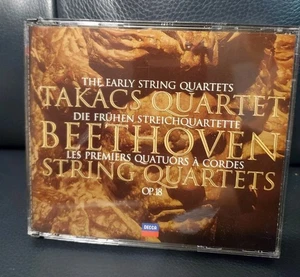 THE EARLY STRING QUARTETS
TAKÁCS QUARTET
DIE FRÜHEN STREICHQUARTETTE
BEETHOVEN
LES PREMIERS QUATUORS À CORDES
STRING QUARTETS
OP.18
DECCA